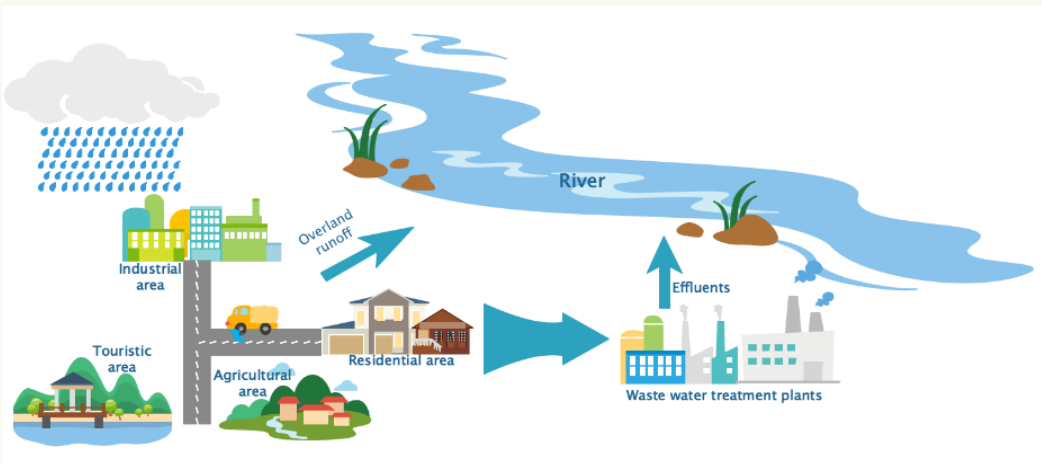 River
Overland
runoff
Industrial
area
Effluents
Touristic
area
Residential area
Agricultural
area
Waste water treatment plants